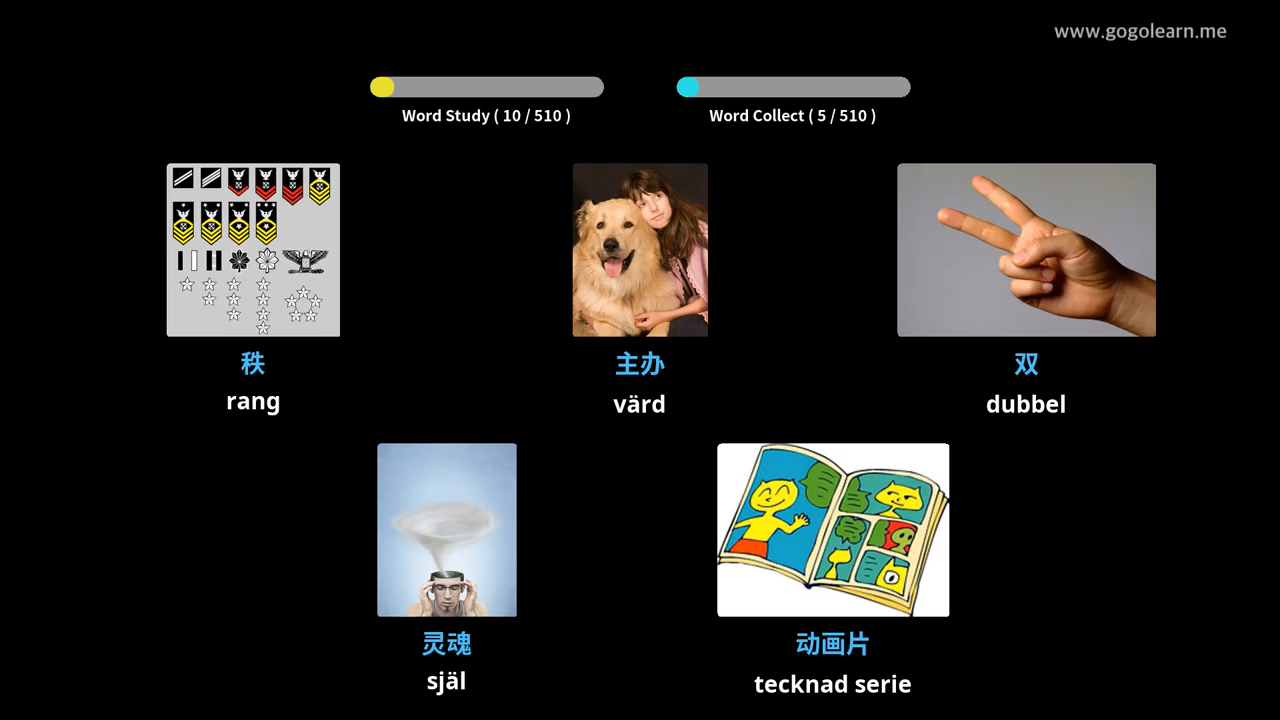 www.gogolearn.me
Word Study ( 10 / 510 )
Word Collect ( 5 / 510 )
秩
rang
主办
värd
双
dubbel
灵魂
själ
动画片
tecknad serie